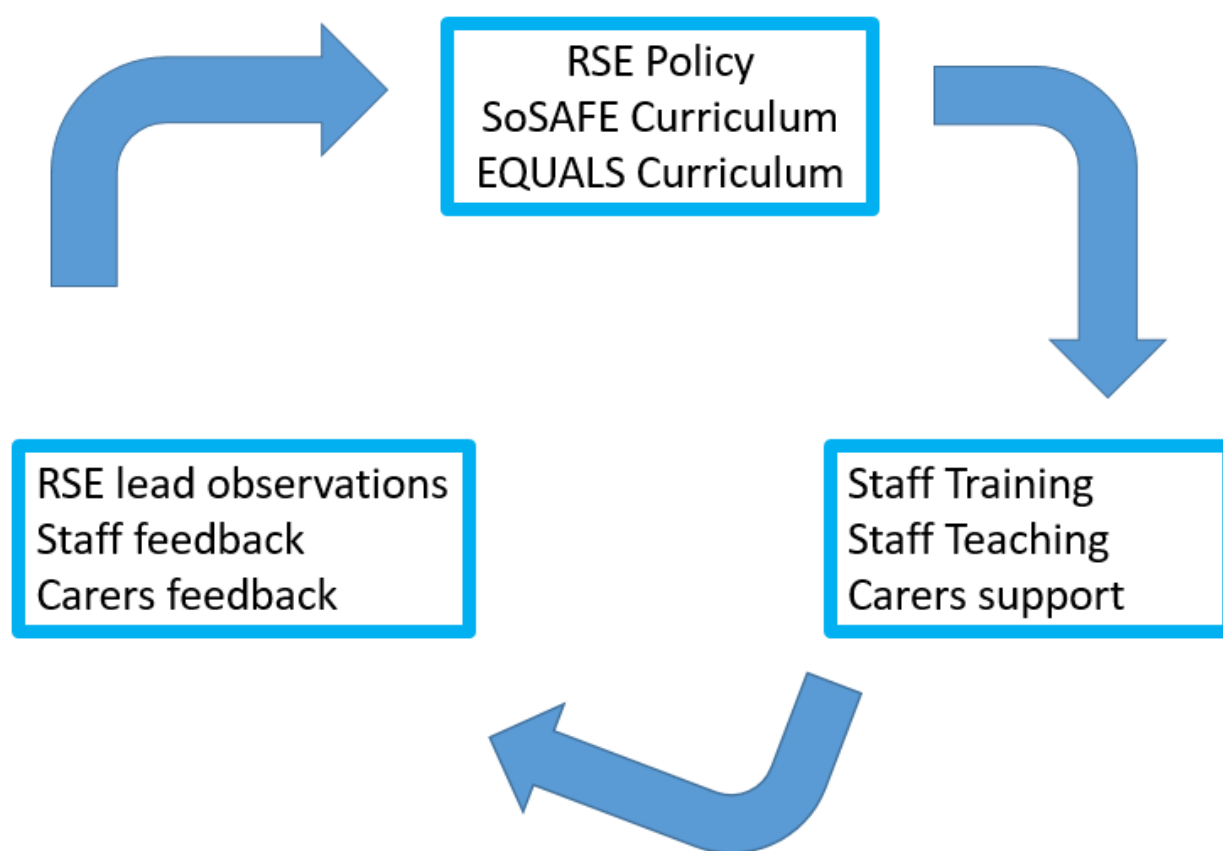 RSE Policy
SoSAFE Curriculum
EQUALS Curriculum
RSE lead observations
Staff feedback
Carers feedback
Staff Training
Staff Teaching
Carers support